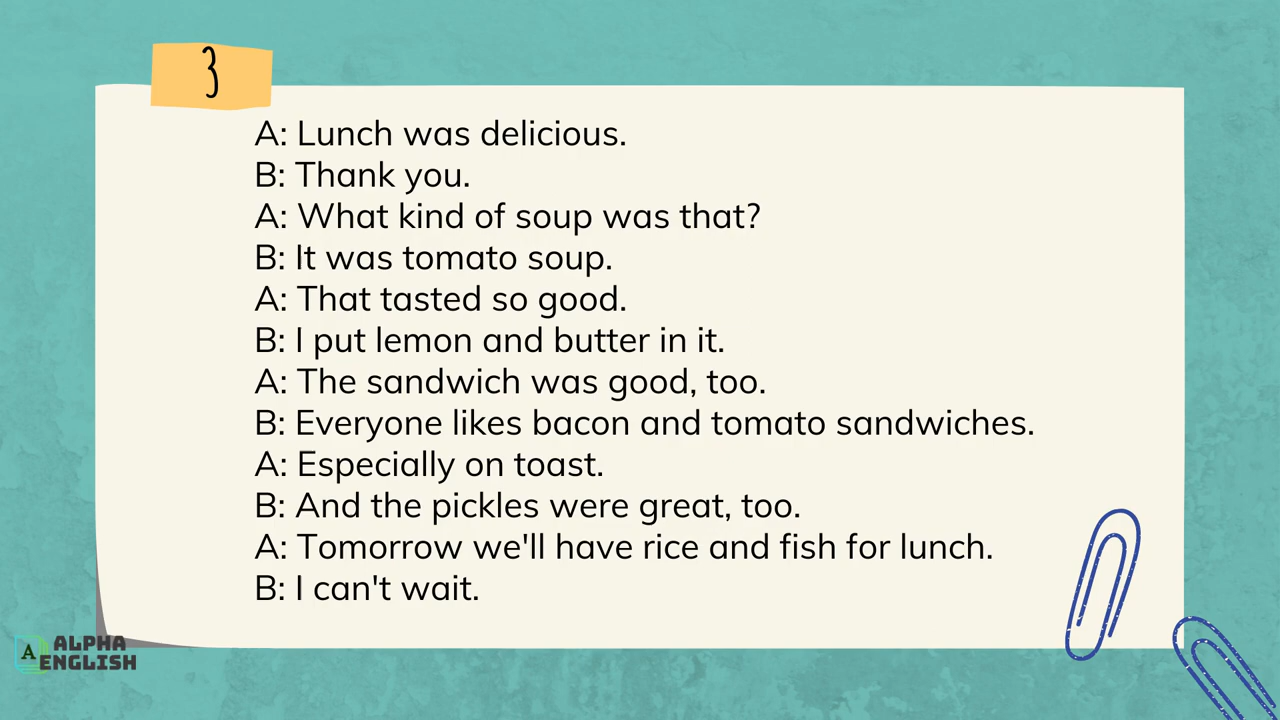 3
A: Lunch was delicious.
B: Thank you.
A: What kind of soup was that?
B: It was tomato soup.
A: That tasted so good.
B: I put lemon and butter in it.
A: The sandwich was good, too.
B: Everyone likes bacon and tomato sandwiches.
A: Especially on toast.
B: And the pickles were great, too.
A: Tomorrow we'll have rice and fish for lunch.
B: I can't wait.
A ALPHA
ENGLISH